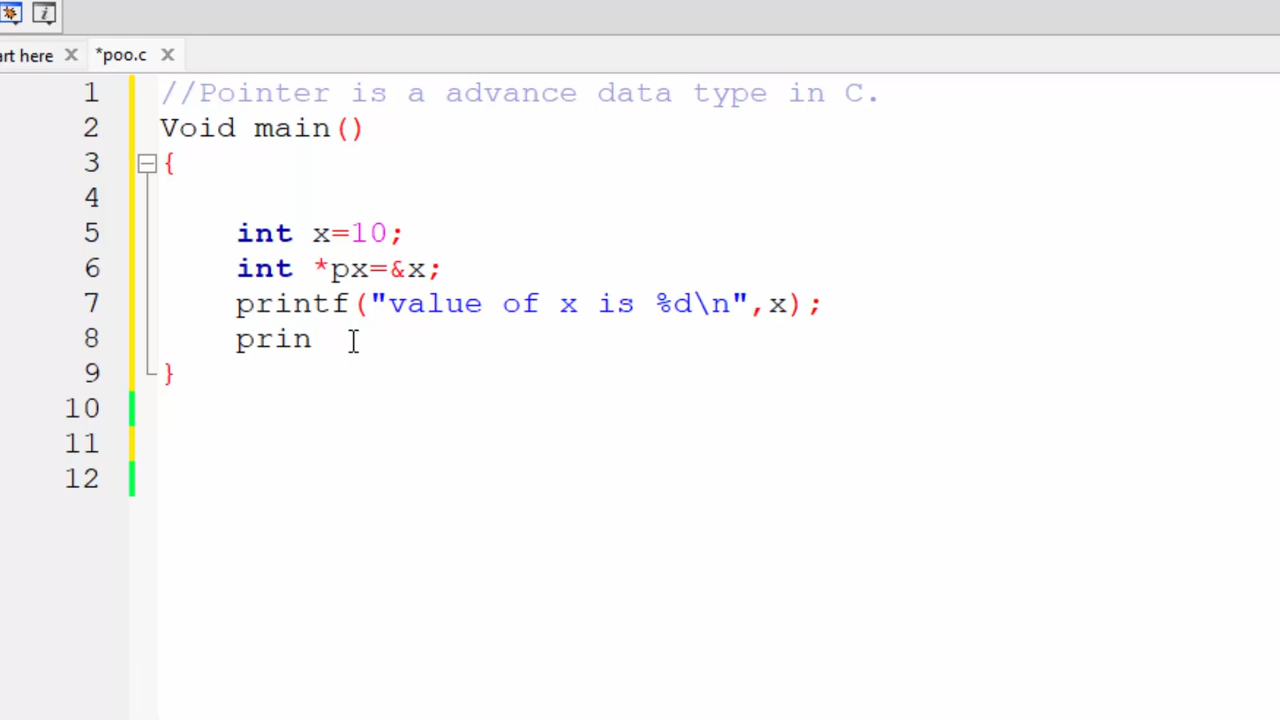 art here
*poo.c
1 //Pointer is a advance data type in C.
2 Void main()
3 {
4
5 int x=10;
6 int *px=&x;
7 printf("value of x is %d\n",x);
8 prin
9 }
10
11
12